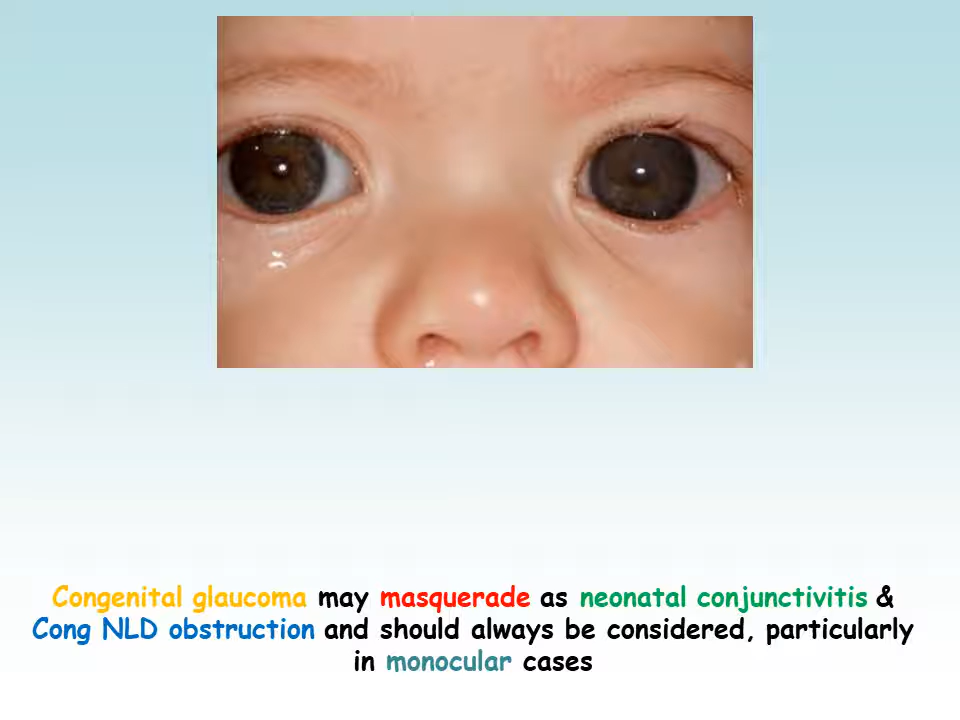 Congenital glaucoma may masquerade as neonatal conjunctivitis &
Cong NLD obstruction and should always be considered, particularly
in monocular cases